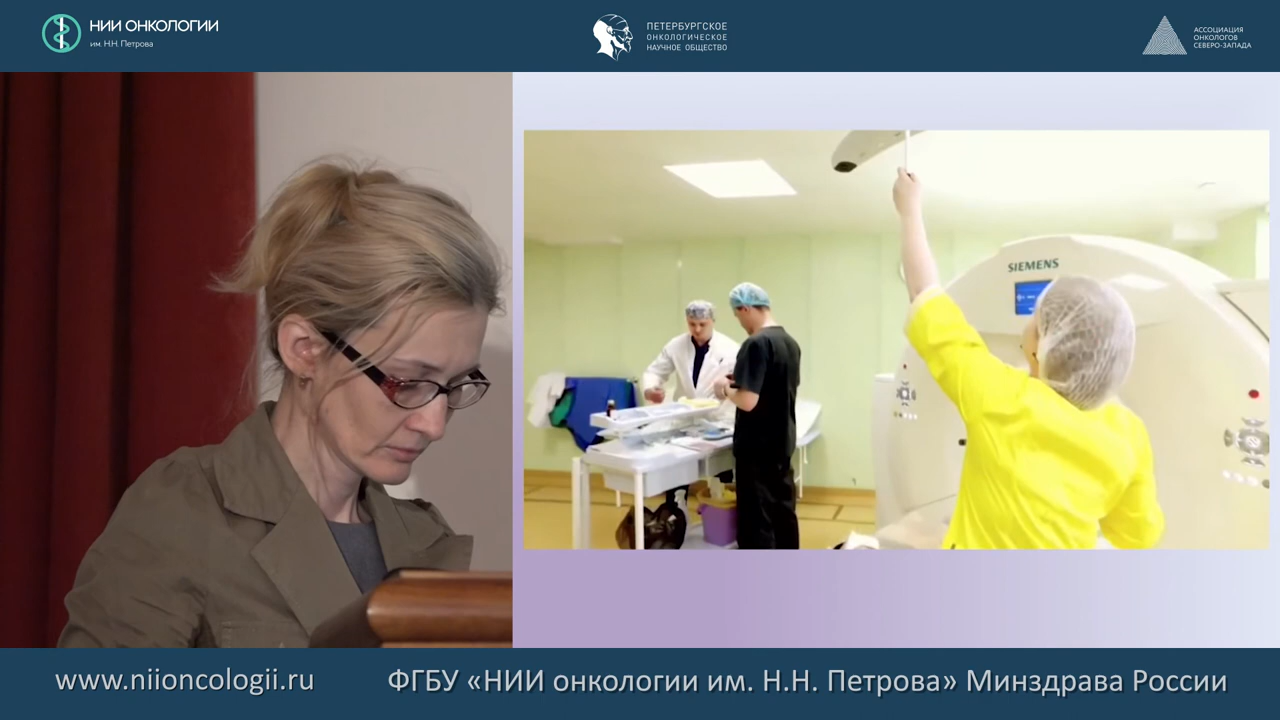 НИИ ОНКОЛОГИИ
им. Н.Н. Петрова
ПЕТЕРБУРГСКОЕ
ОНКОЛОГИЧЕСКОЕ
НАУЧНОЕ ОБЩЕСТВО
АССОЦИАЦИЯ
ОНКОЛОГОВ
СЕВЕРО-ЗАПАДА
SIEMENS
www.niioncologii.ru
ФГБУ «НИИ онкологии им. Н.Н. Петрова» Минздрава России